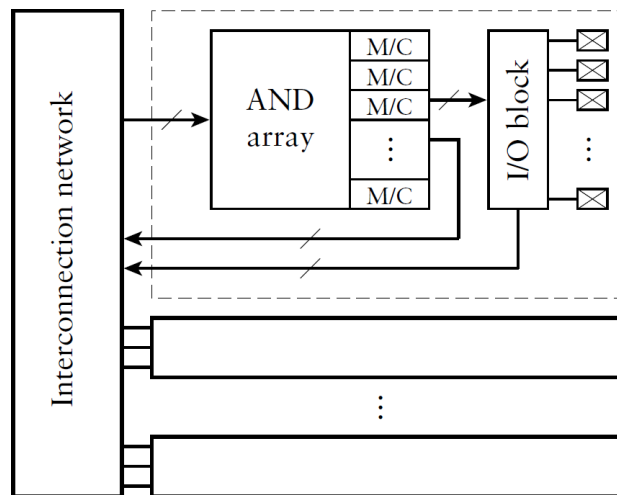 Interconnection network
AND
array
M/C
M/C
M/C
⋮
M/C
I/O block
⋮
⋮